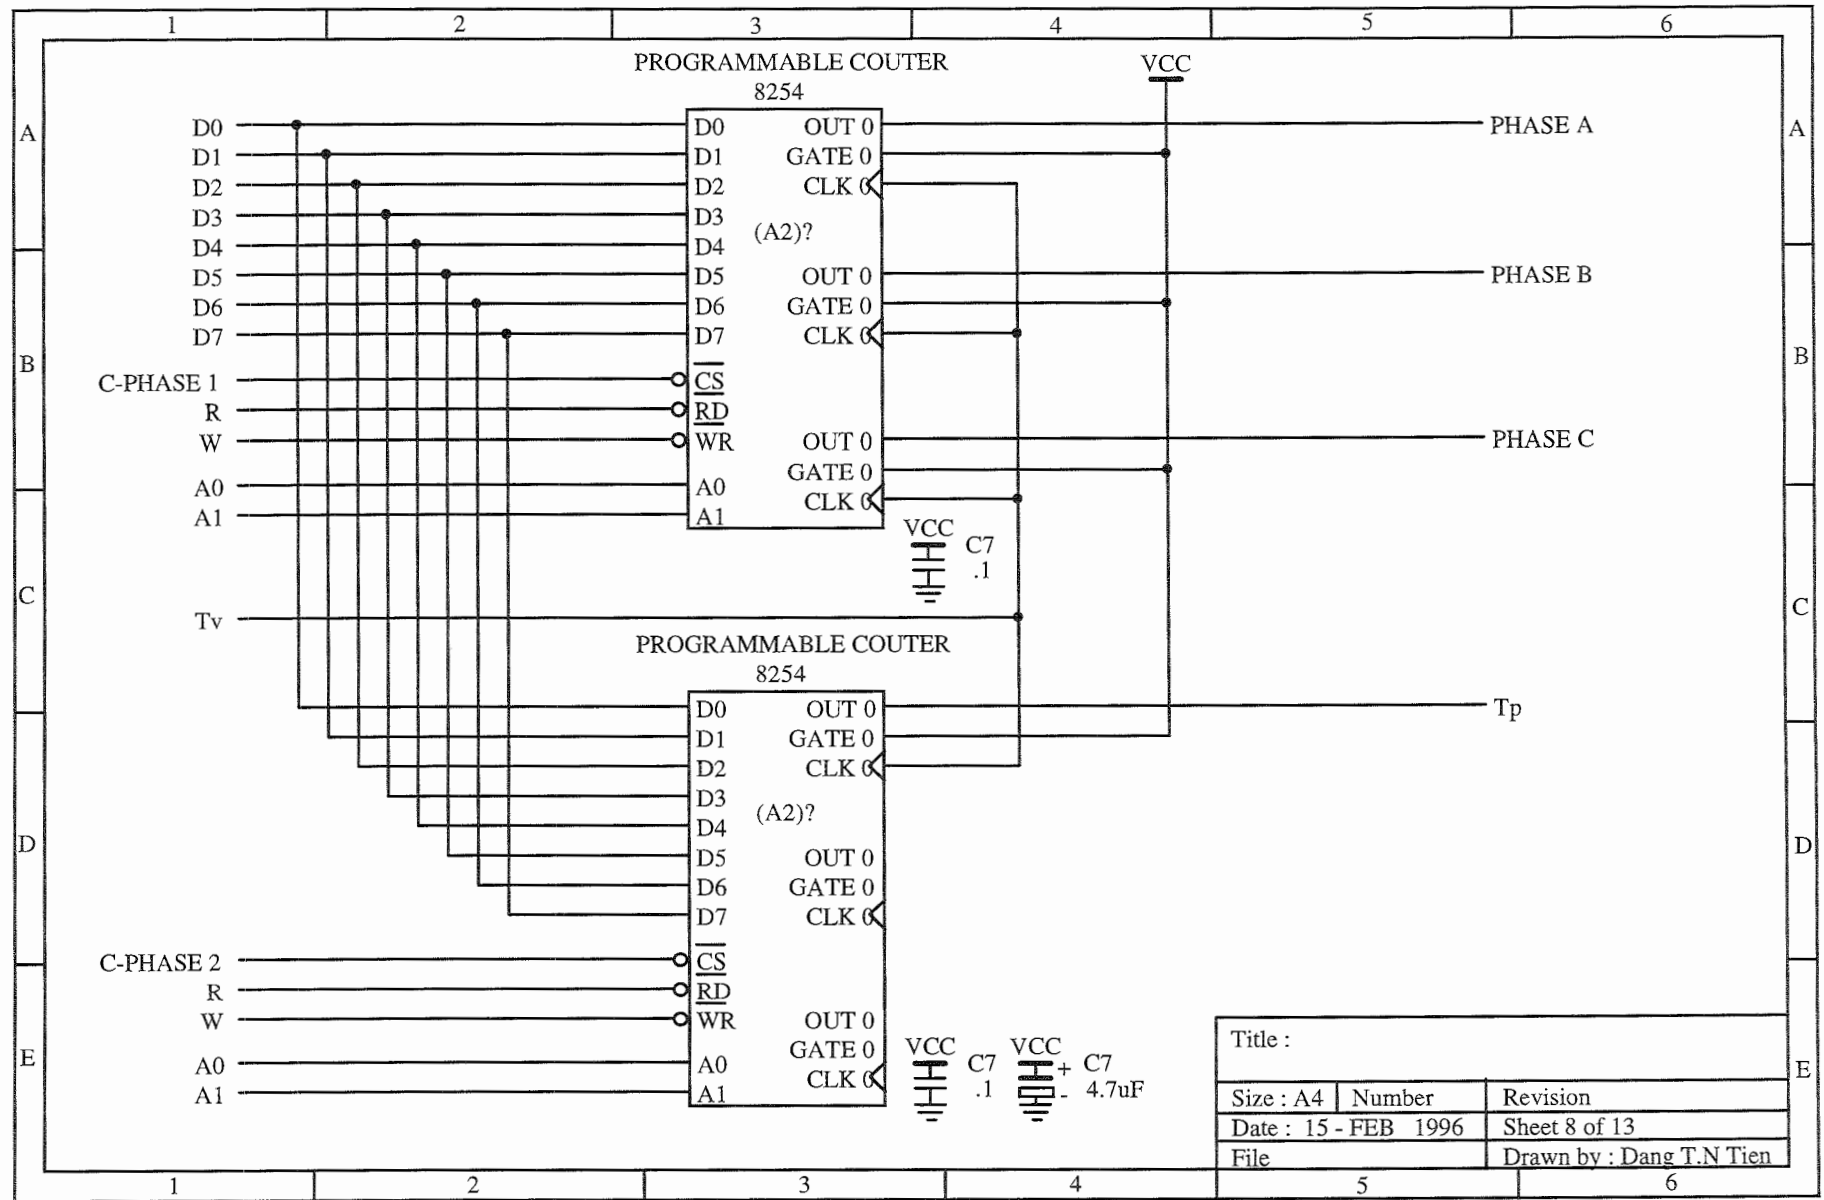 1 2 3 4 5 6
PROGRAMMABLE COUTER
8254
VCC
A
B
C
D
E
D0
D1
D2
D3
D4
D5
D6
D7
C-PHASE 1
R
W
A0
A1
D0
D1
D2
D3
D4
D5
D6
D7
CS
RD
WR
A0
A1
OUT 0
GATE 0
CLK 0
(A2)?
OUT 0
GATE 0
CLK 0
OUT 0
GATE 0
CLK 0
PHASE A
PHASE B
PHASE C
VCC
C7
.1
Tv
PROGRAMMABLE COUTER
8254
D0
D1
D2
D3
D4
D5
D6
D7
CS
RD
WR
A0
A1
OUT 0
GATE 0
CLK 0
(A2)?
OUT 0
GATE 0
CLK 0
OUT 0
GATE 0
CLK 0
Tp
C-PHASE 2
R
W
A0
A1
VCC
C7
.1
VCC
+ C7
- 4.7uF
A
B
C
D
E
Title :
Size : A4 Number Revision
Date : 15 - FEB 1996 Sheet 8 of 13
File Drawn by : Dang T.N Tien
1 2 3 4 5 6